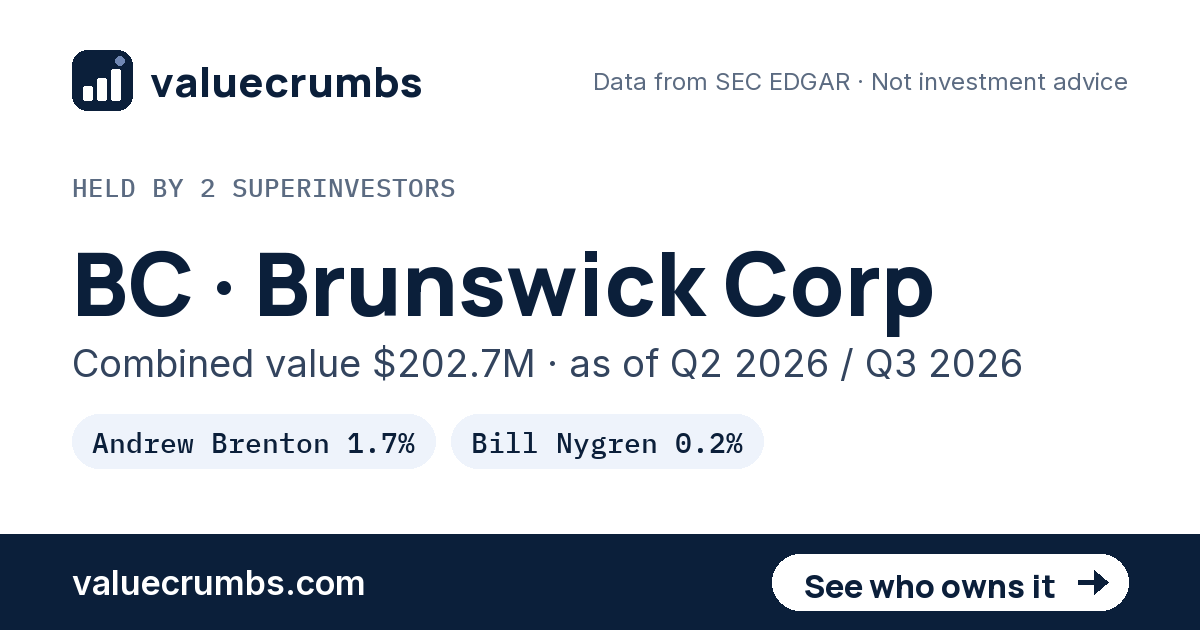 valuecrumbs
Data from SEC EDGAR · Not investment advice
HELD BY 2 SUPERINVESTORS
BC · Brunswick Corp
Combined value $202.7M · as of Q2 2026 / Q3 2026
Andrew Brenton 1.7%
Bill Nygren 0.2%
valuecrumbs.com
See who owns it →